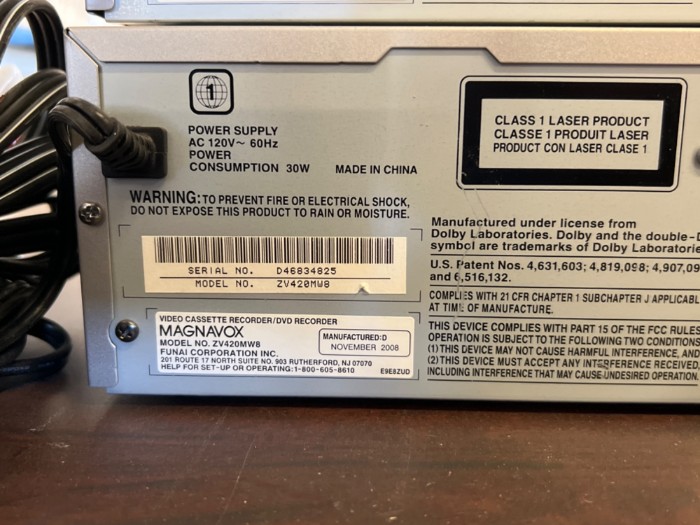 1
POWER SUPPLY
AC 120V~ 60Hz
POWER
CONSUMPTION 30W
MADE IN CHINA
CLASS 1 LASER PRODUCT
CLASSE 1 PRODUIT LASER
PRODUCT CON LASER CLASE 1
WARNING: TO PREVENT FIRE OR ELECTRICAL SHOCK,
DO NOT EXPOSE THIS PRODUCT TO RAIN OR MOISTURE.
SERIAL NO. D46834825
MODEL NO. ZV420MW8
VIDEO CASSETTE RECORDER/DVD RECORDER
MAGNAVOX
MODEL NO. ZV420MW8
FUNAI CORPORATION INC.
201 ROUTE 17 NORTH SUITE NO. 903 RUTHERFORD, NJ 07070
HELP FOR SET-UP OR OPERATING:1-800-605-8610
MANUFACTURED:D
NOVEMBER 2008
E9E8ZUD
Manufactured under license from
Dolby Laboratories. Dolby and the double-D
symbol are trademarks of Dolby Laboratorie
U.S. Patent Nos. 4,631,603; 4,819,098; 4,907,09
and 6,516,132.
COMPLIES WITH 21 CFR CHAPTER 1 SUBCHAPTER J APPLICABL
AT TIME OF MANUFACTURE.
THIS DEVICE COMPLIES WITH PART 15 OF THE FCC RULES
OPERATION IS SUBJECT TO THE FOLLOWING TWO CONDITIONS
(1) THIS DEVICE MAY NOT CAUSE HARMFUL INTERFERENCE, AND
(2) THIS DEVICE MUST ACCEPT ANY INTERFERENCE RECEIVED,
INCLUDING INTERFERENCE THAT MAY CAUSE UNDESIRED OPERATION.